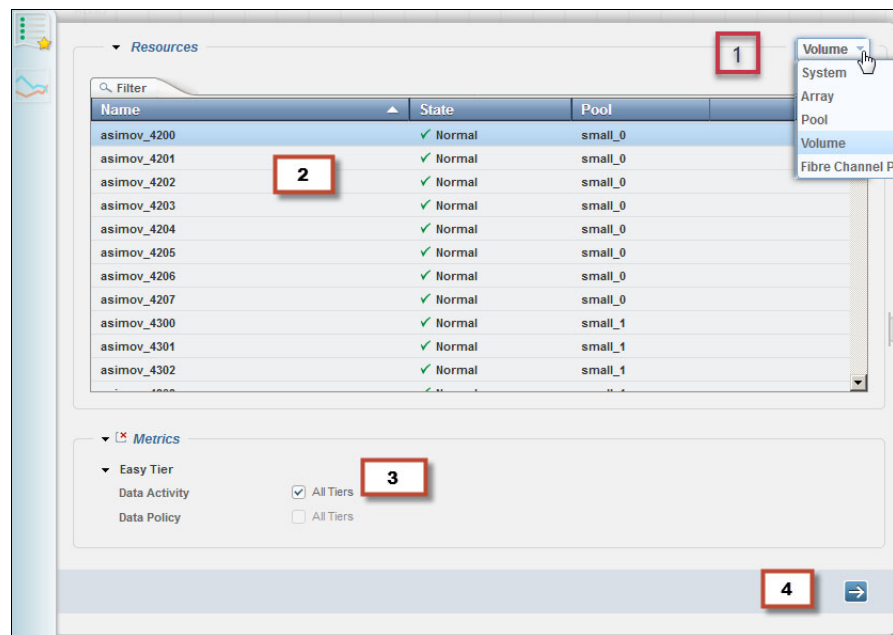 Resources
1
Volume
System
Array
Pool
Volume
Fibre Channel P
Filter
Name State Pool
asimov_4200 Normal small_0
asimov_4201 Normal small_0
asimov_4202 Normal small_0
2
asimov_4203 Normal small_0
asimov_4204 Normal small_0
asimov_4205 Normal small_0
asimov_4206 Normal small_0
asimov_4207 Normal small_0
asimov_4300 Normal small_1
asimov_4301 Normal small_1
asimov_4302 Normal small_1
Metrics
Easy Tier
3
Data Activity All Tiers
Data Policy All Tiers
4